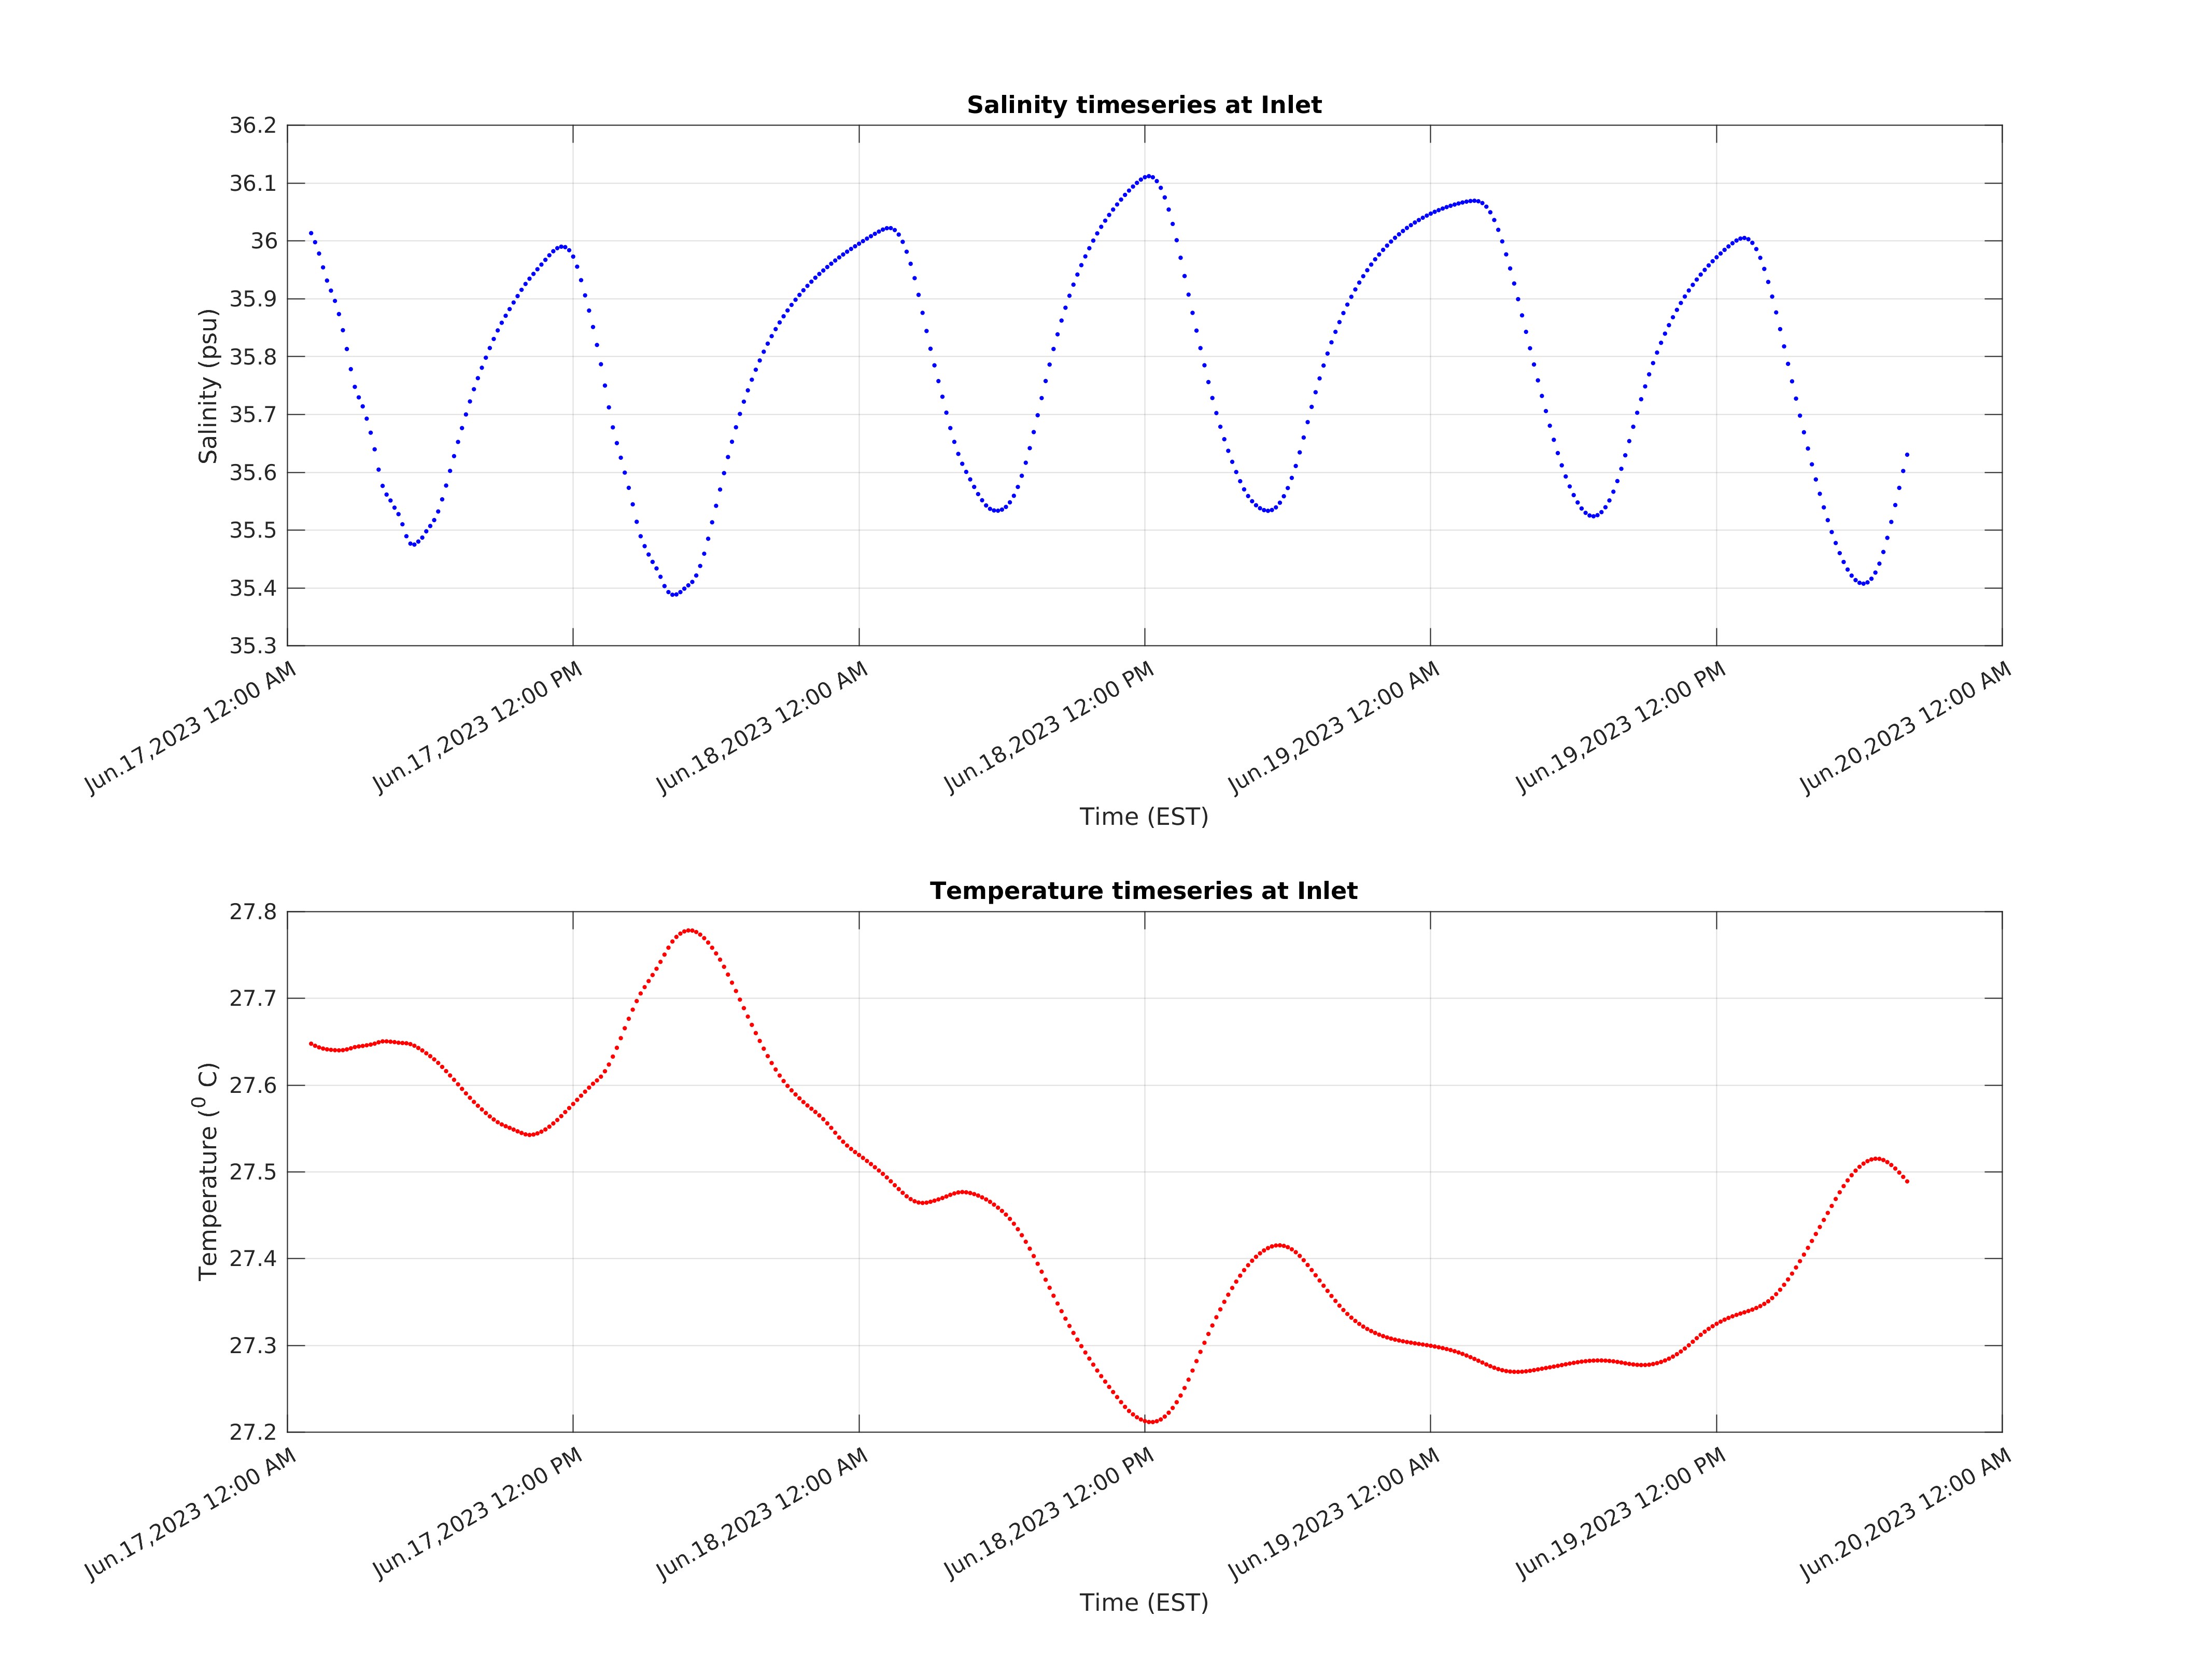 Salinity timeseries at Inlet
36.2
36.1
36
35.9
35.8
35.7
35.6
35.5
35.4
35.3
Salinity (psu)
Jun.17,2023 12:00 AM
Jun.17,2023 12:00 PM
Jun.18,2023 12:00 AM
Jun.18,2023 12:00 PM
Jun.19,2023 12:00 AM
Jun.19,2023 12:00 PM
Jun.20,2023 12:00 AM
Time (EST)
Temperature timeseries at Inlet
27.8
27.7
27.6
27.5
27.4
27.3
27.2
Temperature (⁰ C)
Jun.17,2023 12:00 AM
Jun.17,2023 12:00 PM
Jun.18,2023 12:00 AM
Jun.18,2023 12:00 PM
Jun.19,2023 12:00 AM
Jun.19,2023 12:00 PM
Jun.20,2023 12:00 AM
Time (EST)